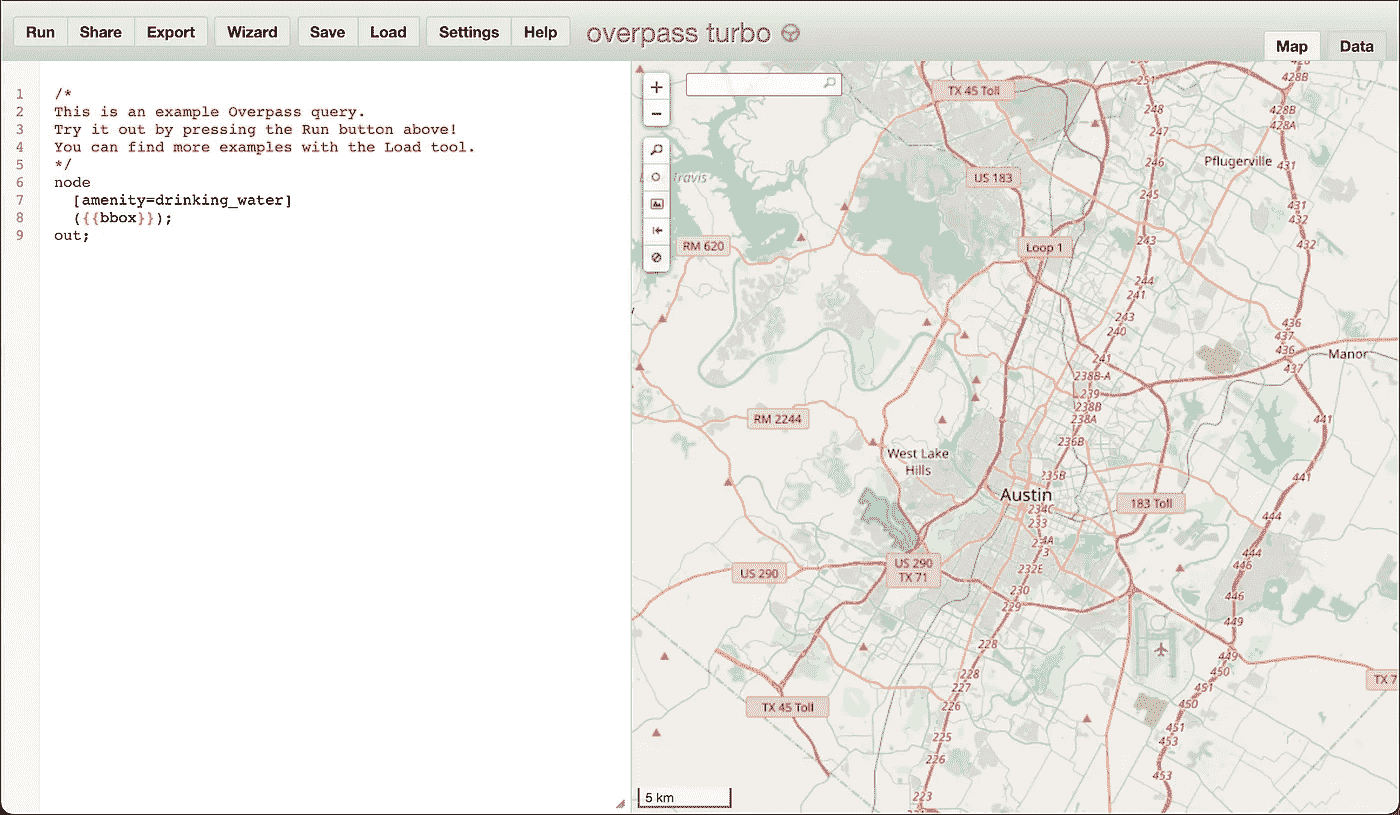 Run Share Export Wizard Save Load Settings Help overpass turbo
Map Data
1 /*
2 This is an example Overpass query.
3 Try it out by pressing the Run button above!
4 You can find more examples with the Load tool.
5 */
6 node
7 [amenity=drinking_water]
8 ({{bbox}});
9 out;
+
−
TX 45 Toll
251
428B
248
428B
247
428A
246
Pflugerville
431
Travis
US 183
245
431
432
RM 620
Loop 1
243
432
244
241
243
436
240
437
436
Manor
241
437
238B-A
239
238B
RM 2244
238A
441
236B
West Lake
Hills
235B
441
Austin
183 Toll
234C
444
233
444
446
US 290
US 290
TX 71
232E
230
446
229
449
228
449
228
450
227
451
TX 45 Toll
226
450
451
225
453
226
453
223
5 km